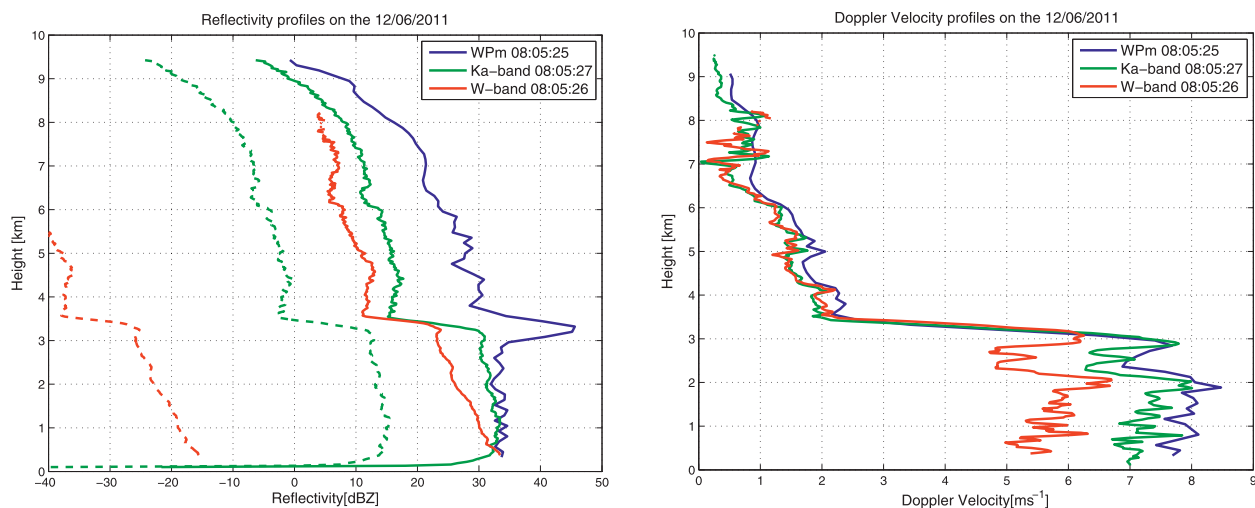 Reflectivity profiles on the 12/06/2011
10
9
8
7
6
5
4
3
2
1
0
Height [km]
−40 −30 −20 −10 0 10 20 30 40 50
Reflectivity[dBZ]
WPm 08:05:25
Ka−band 08:05:27
W−band 08:05:26
Doppler Velocity profiles on the 12/06/2011
10
9
8
7
6
5
4
3
2
1
0
Height [km]
0 1 2 3 4 5 6 7 8 9
Doppler Velocity[ms⁻¹]
WPm 08:05:25
Ka−band 08:05:27
W−band 08:05:26